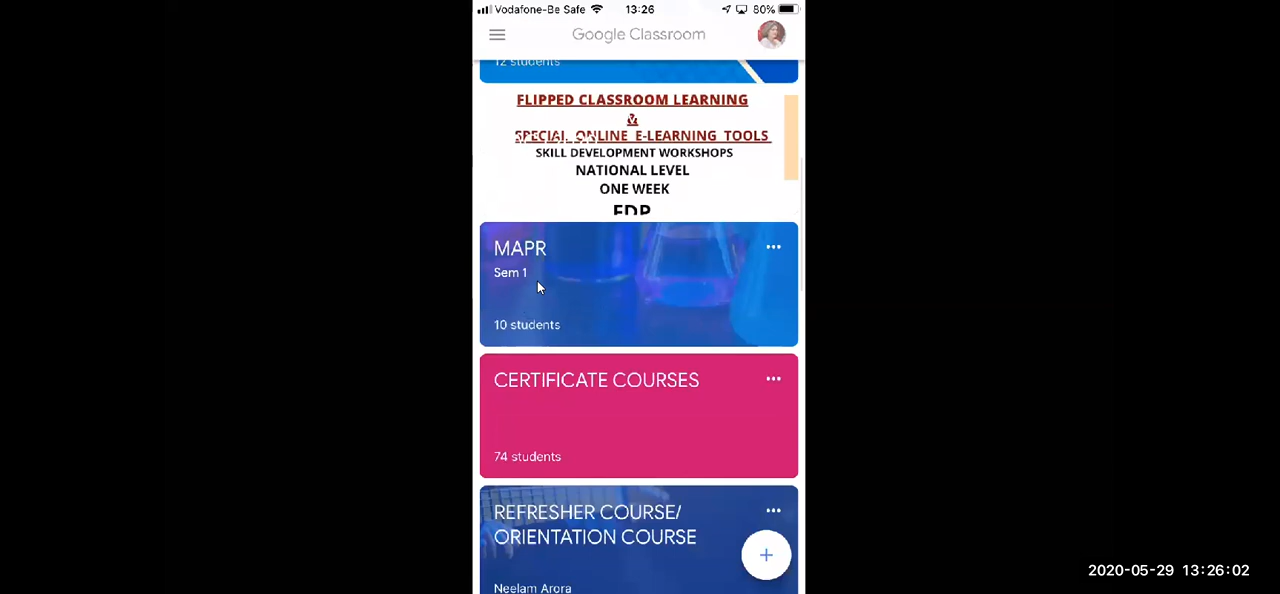 Vodafone-Be Safe 13:26 80%
Google Classroom
12 students
FLIPPED CLASSROOM LEARNING
&
SPECIAL ONLINE E-LEARNING TOOLS
SKILL DEVELOPMENT WORKSHOPS
NATIONAL LEVEL
ONE WEEK
FDP
MAPR
Sem 1
10 students
CERTIFICATE COURSES
74 students
REFRESHER COURSE/
ORIENTATION COURSE
Neelam Arora
2020-05-29 13:26:02